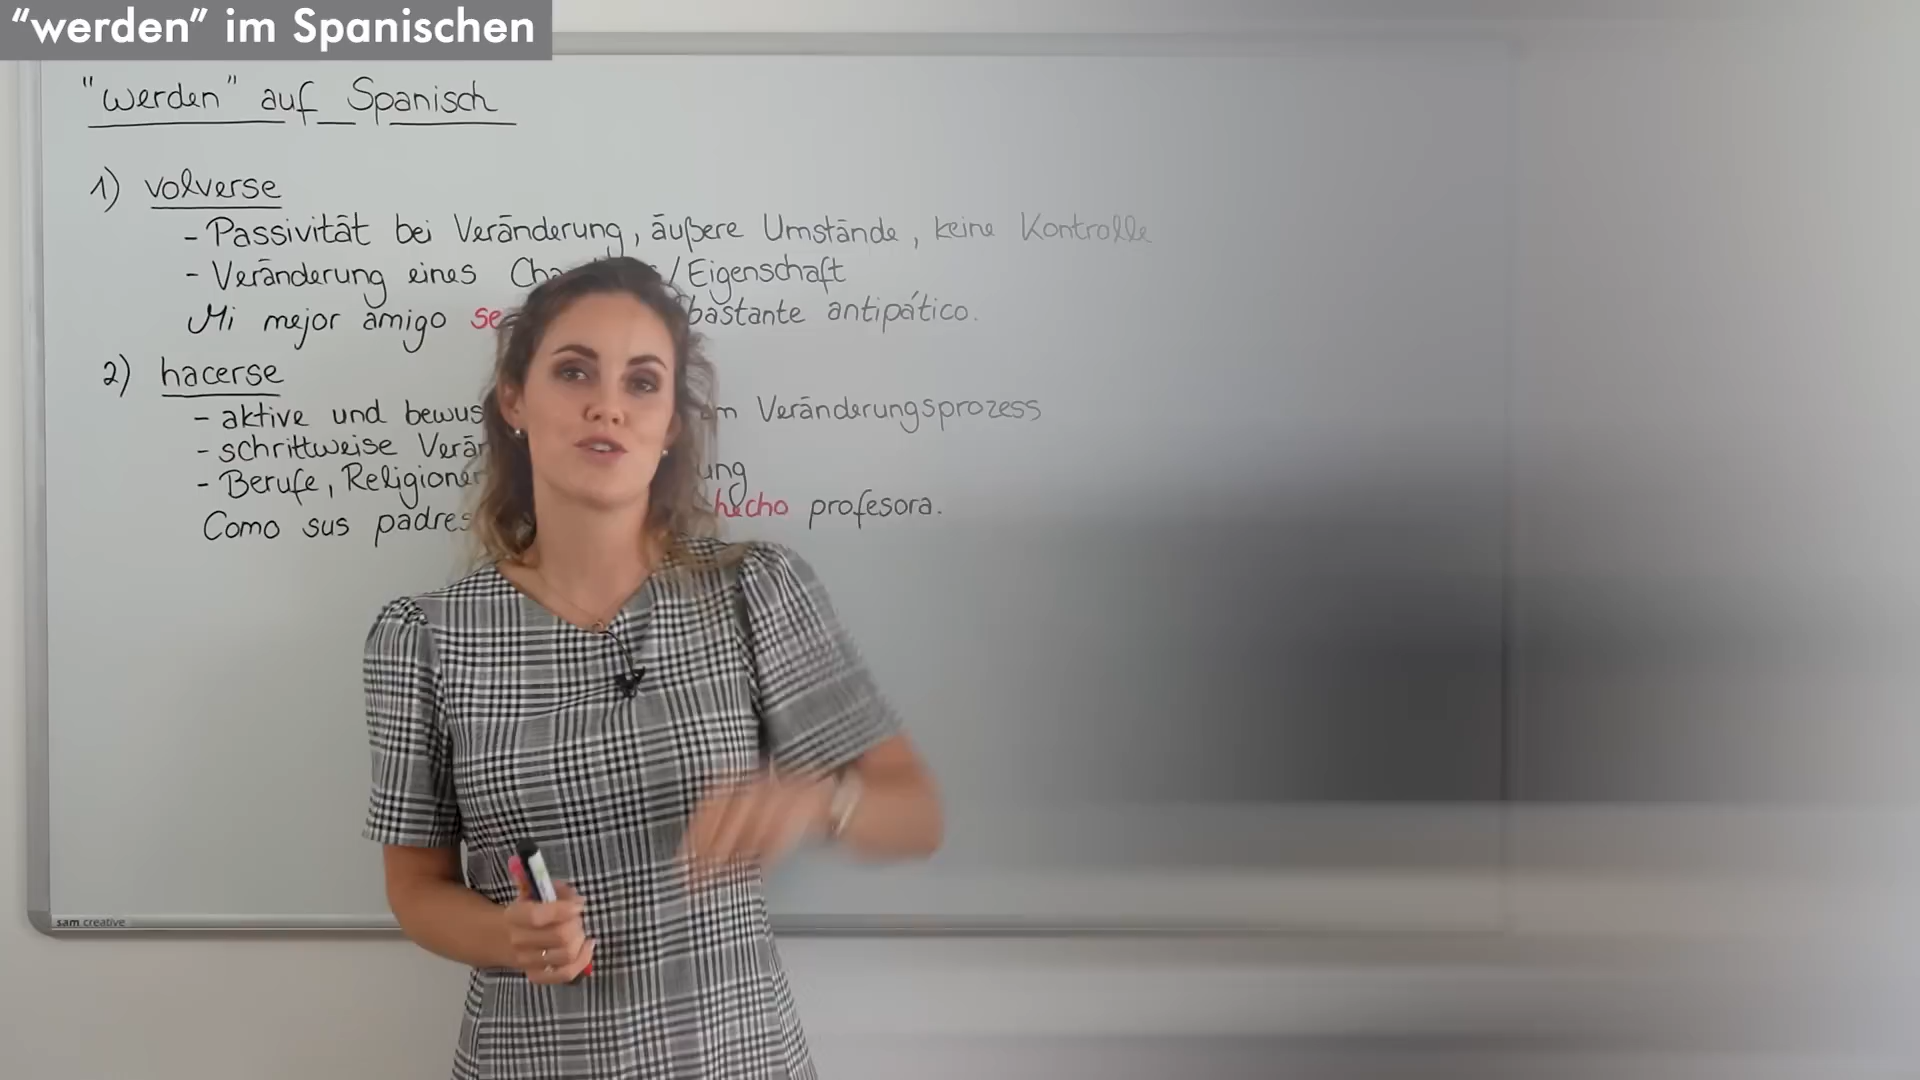 “werden” im Spanischen
"werden" auf Spanisch
1) volverse
- Passivität bei Veränderung, äußere Umstände, keine Kontrolle
- Veränderung eines / Eigenschaft
Mi mejor amigo se bastante antipático.
2) hacerse
- aktive und Veränderungsprozess
- schrittweise
- Berufe,
Como sus padres hecho profesora.
sam creative